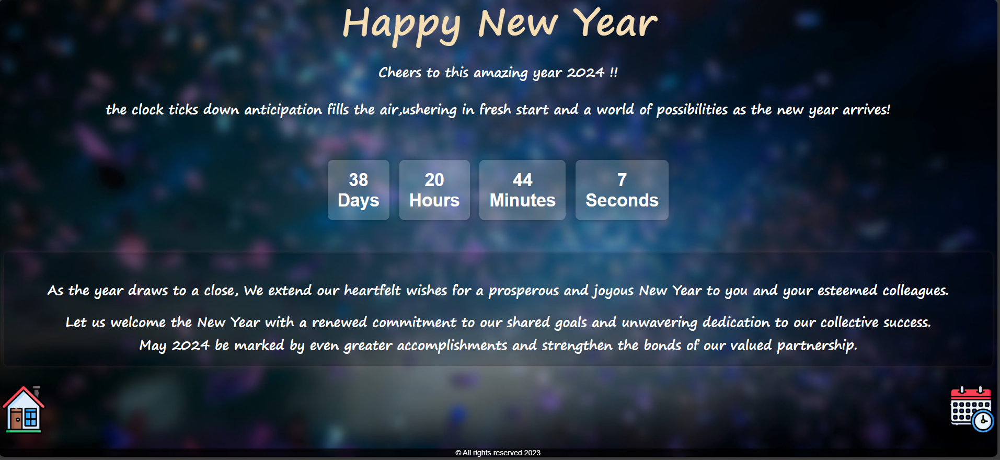 Happy New Year
Cheers to this amazing year 2024 !!
the clock ticks down anticipation fills the air,ushering in fresh start and a world of possibilities as the new year arrives!
38
Days
20
Hours
44
Minutes
7
Seconds
As the year draws to a close, We extend our heartfelt wishes for a prosperous and joyous New Year to you and your esteemed colleagues.
Let us welcome the New Year with a renewed commitment to our shared goals and unwavering dedication to our collective success.
May 2024 be marked by even greater accomplishments and strengthen the bonds of our valued partnership.
© All rights reserved 2023